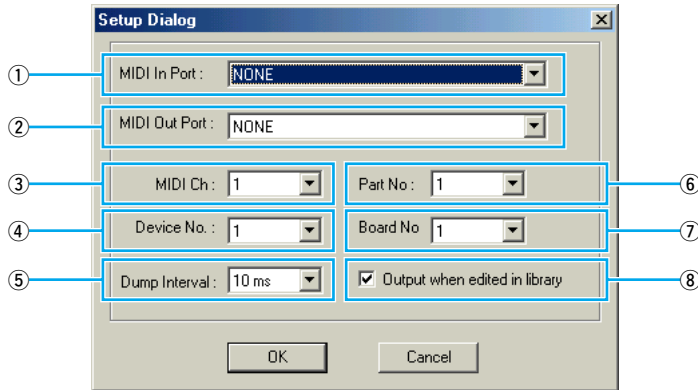 Setup Dialog
① MIDI In Port : NONE
② MIDI Out Port : NONE
③ MIDI Ch : 1 Part No : 1 ⑥
④ Device No. : 1 Board No 1 ⑦
⑤ Dump Interval : 10 ms Output when edited in library ⑧
OK Cancel